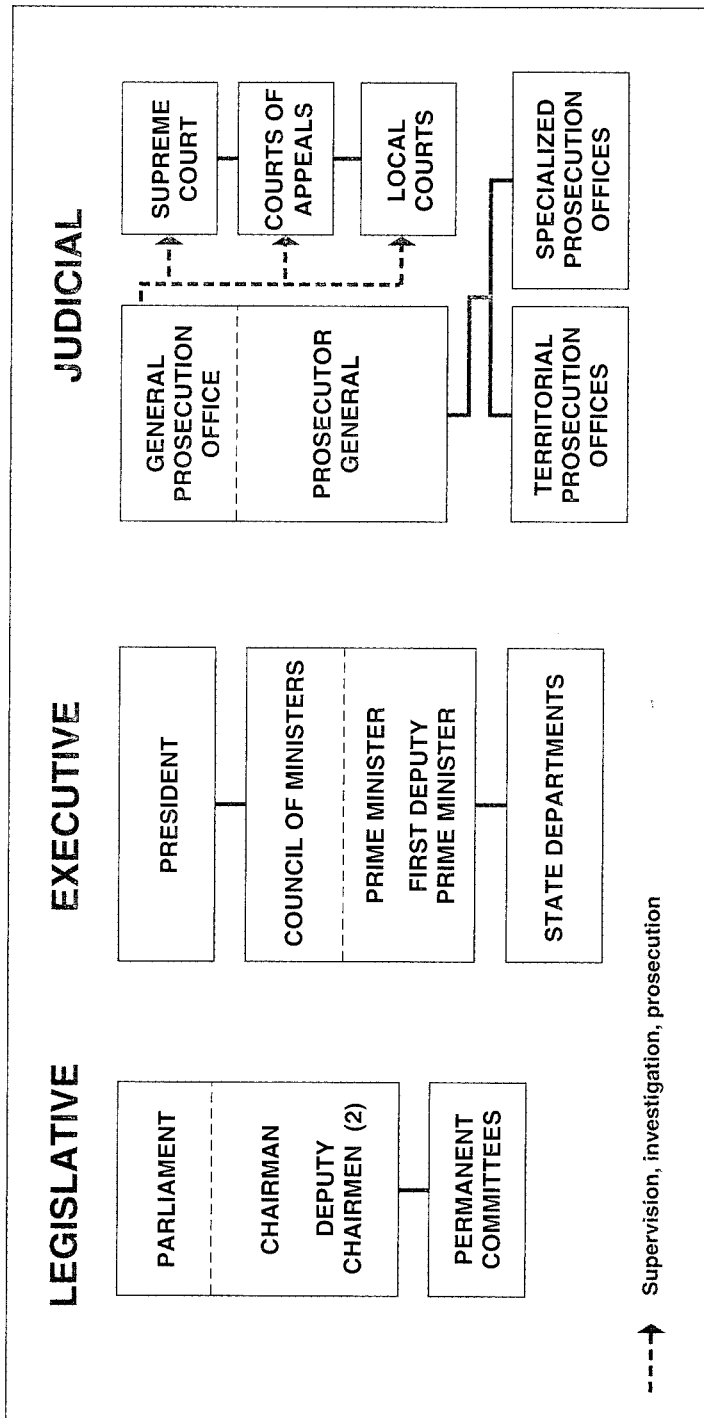 LEGISLATIVE
PARLIAMENT
CHAIRMAN
DEPUTY
CHAIRMEN (2)
PERMANENT
COMMITTEES
EXECUTIVE
PRESIDENT
COUNCIL OF MINISTERS
PRIME MINISTER
FIRST DEPUTY
PRIME MINISTER
STATE DEPARTMENTS
JUDICIAL
GENERAL
PROSECUTION
OFFICE
PROSECUTOR
GENERAL
SUPREME
COURT
COURTS OF
APPEALS
LOCAL
COURTS
TERRITORIAL
PROSECUTION
OFFICES
SPECIALIZED
PROSECUTION
OFFICES
Supervision, investigation, prosecution